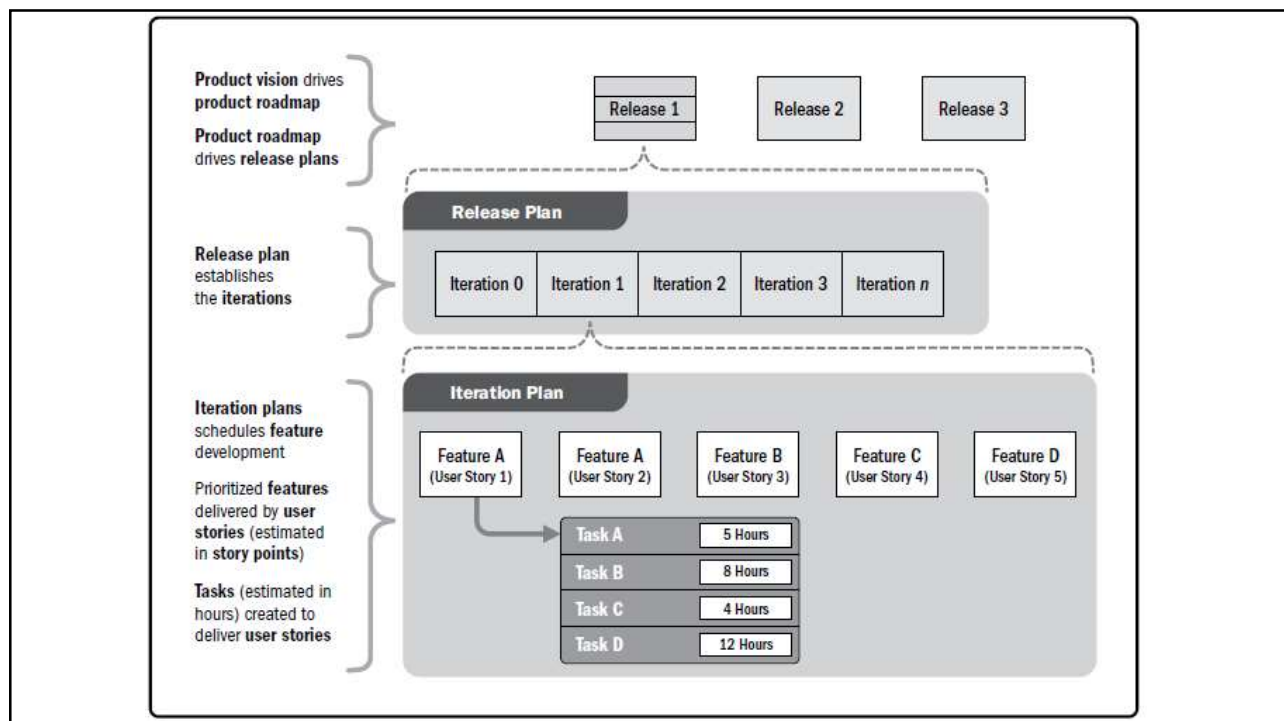 Product vision drives
product roadmap
Product roadmap
drives release plans
Release 1
Release 2
Release 3
Release Plan
Release plan
establishes
the iterations
Iteration 0
Iteration 1
Iteration 2
Iteration 3
Iteration n
Iteration Plan
Iteration plans
schedules feature
development
Prioritized features
delivered by user
stories (estimated
in story points)
Tasks (estimated in
hours) created to
deliver user stories
Feature A
(User Story 1)
Feature A
(User Story 2)
Feature B
(User Story 3)
Feature C
(User Story 4)
Feature D
(User Story 5)
Task A
5 Hours
Task B
8 Hours
Task C
4 Hours
Task D
12 Hours